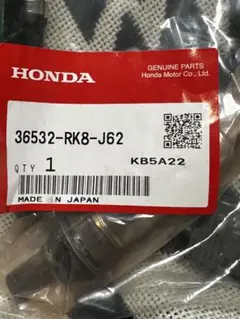 HONDA
GENUINE PARTS
Honda Motor Co., Ltd.
36532-RK8-J62
QTY 1 KB5A22
MADE IN JAPAN